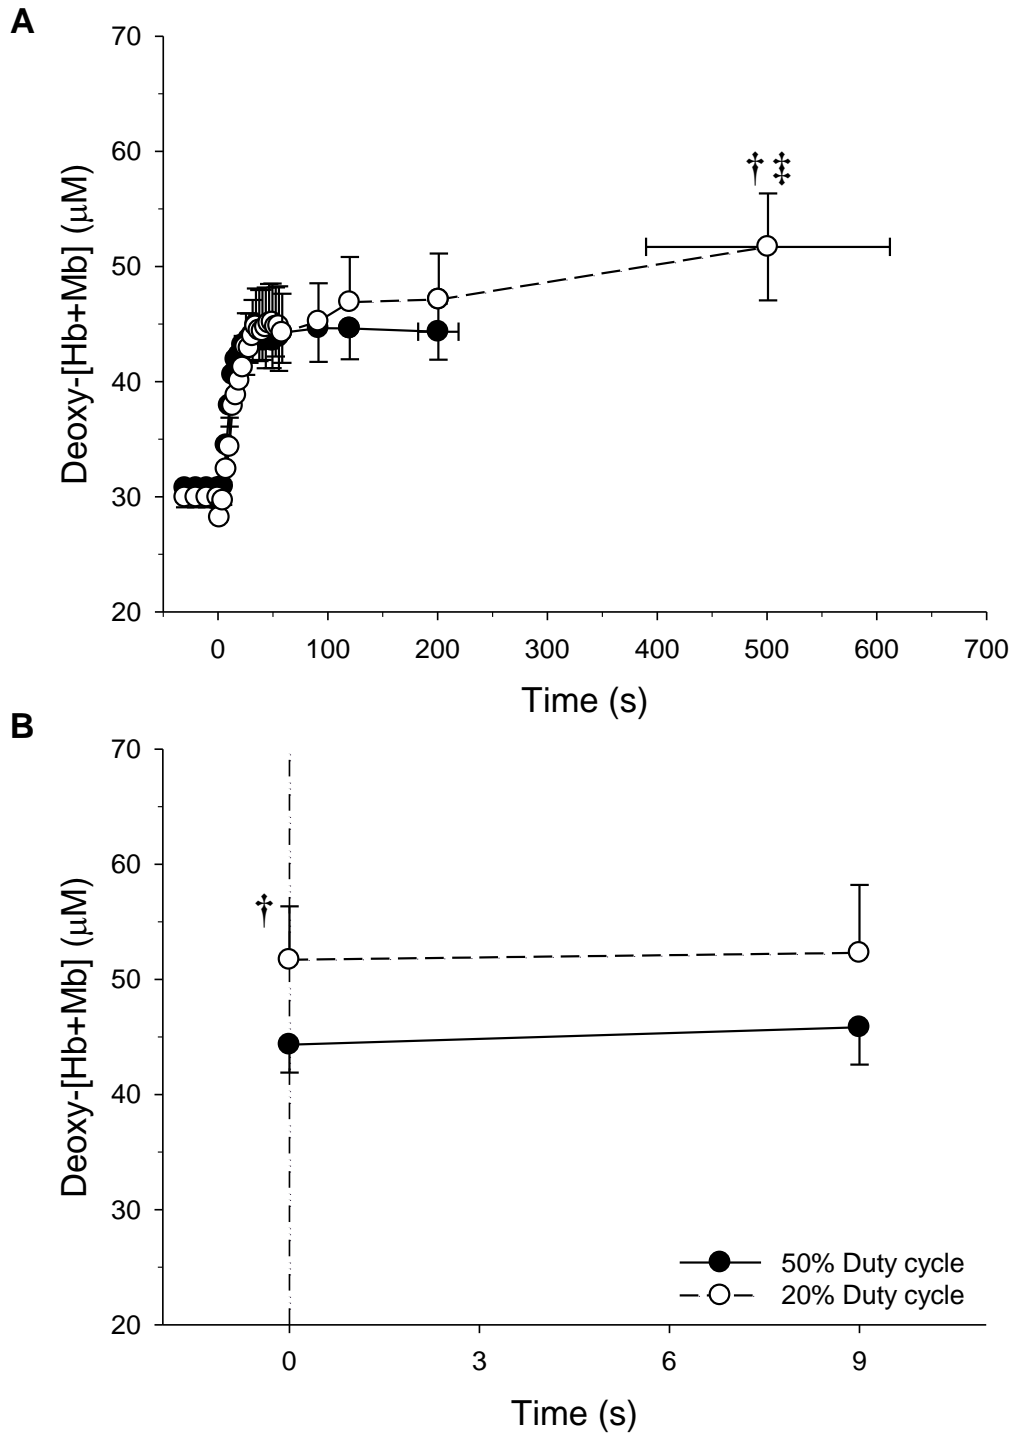 A
70
60
50
40
30
20
Deoxy-[Hb+Mb] (μM)
†‡
0 100 200 300 400 500 600 700
Time (s)
B
70
60
50
40
30
20
Deoxy-[Hb+Mb] (μM)
†
50% Duty cycle
20% Duty cycle
0 3 6 9
Time (s)